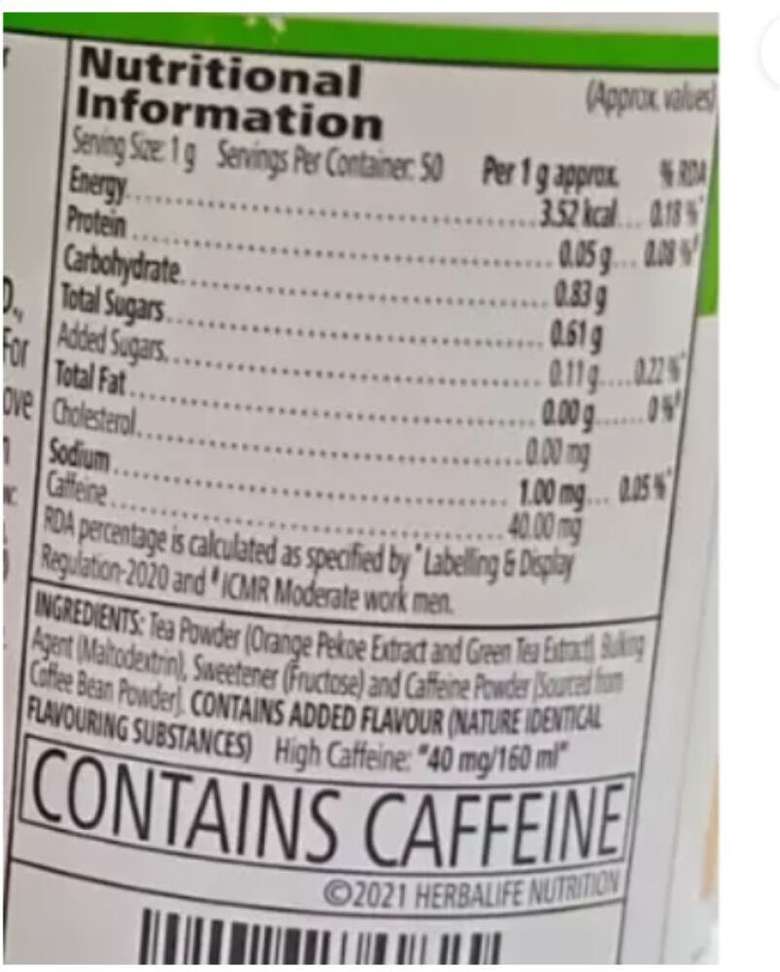 Nutritional
Information
(Approx. values)
Serving Size: 1 g Servings Per Container: 50 Per 1 g approx. % RDA
Energy ..... 3.52 kcal .... 0.18 %*
Protein ..... 0.05 g .... 0.08 %#
Carbohydrate ..... 0.83 g
Total Sugars ..... 0.61 g
Added Sugars ..... 0.11 g ..... 0.22 %*
Total Fat ..... 0.00 g ...... 0 %#
Cholesterol ..... 0.00 mg
Sodium ..... 1.00 mg .... 0.05 %*
Caffeine ..... 40.00 mg
RDA percentage is calculated as specified by *Labelling & Display
Regulation-2020 and #ICMR Moderate work men.
INGREDIENTS: Tea Powder (Orange Pekoe Extract and Green Tea Extract), Bulking
Agent (Maltodextrin), Sweetener (Fructose) and Caffeine Powder [Sourced from
Coffee Bean Powder]. CONTAINS ADDED FLAVOUR (NATURE IDENTICAL
FLAVOURING SUBSTANCES) High Caffeine: "40 mg/160 ml"
CONTAINS CAFFEINE
©2021 HERBALIFE NUTRITION